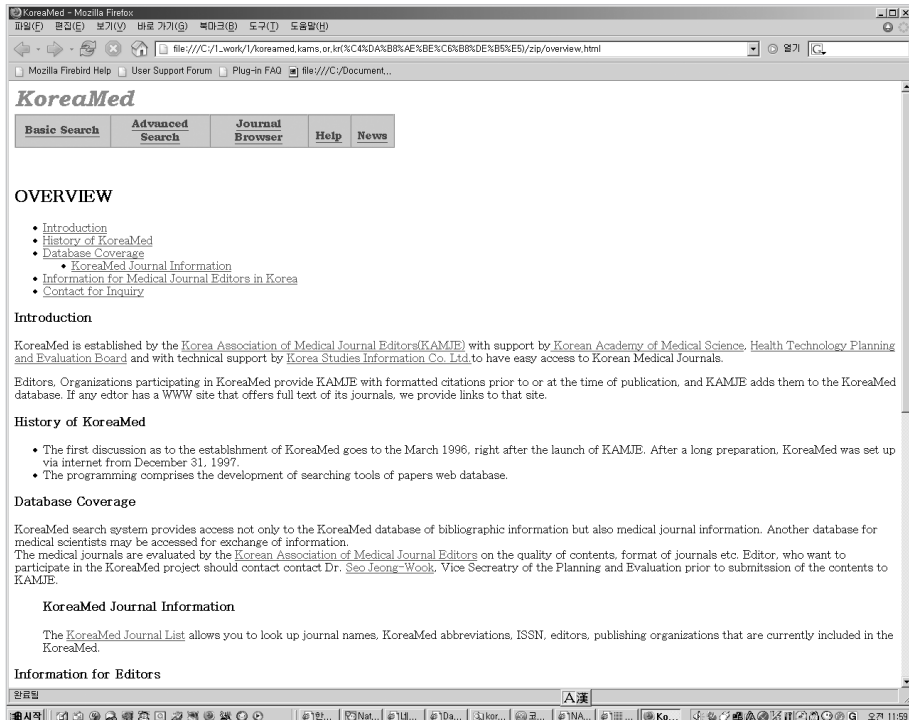 KoreaMed - Mozilla Firefox
파일(F) 편집(E) 보기(V) 바로 가기(G) 북마크(B) 도구(T) 도움말(H)
file:///C:/1_work/1/koreamed,kams,or,kr(%C4%DA%B8%AE%BE%C6%B8%DE%B5%E5)/zip/overview,html
열기
Mozilla Firebird Help User Support Forum Plug-in FAQ file:///C:/Document,,,
KoreaMed
Basic Search Advanced Search Journal Browser Help News
OVERVIEW
• Introduction
• History of KoreaMed
• Database Coverage
• KoreaMed Journal Information
• Information for Medical Journal Editors in Korea
• Contact for Inquiry
Introduction
KoreaMed is established by the Korea Association of Medical Journal Editors(KAMJE) with support by Korean Academy of Medical Science, Health Technology Planning
and Evaluation Board and with technical support by Korea Studies Information Co. Ltd.to have easy access to Korean Medical Journals.
Editors, Organizations participating in KoreaMed provide KAMJE with formatted citations prior to or at the time of publication, and KAMJE adds them to the KoreaMed
database. If any edtor has a WWW site that offers full text of its journals, we provide links to that site.
History of KoreaMed
• The first discussion as to the establshment of KoreaMed goes to the March 1996, right after the launch of KAMJE. After a long preparation, KoreaMed was set up
via internet from December 31, 1997.
• The programming comprises the development of searching tools of papers web database.
Database Coverage
KoreaMed search system provides access not only to the KoreaMed database of bibliographic information but also medical journal information. Another database for
medical scientists may be accessed for exchange of information.
The medical journals are evaluated by the Korean Association of Medical Journal Editors on the quality of contents, format of journals etc. Editor, who want to
participate in the KoreaMed project should contact contact Dr. Seo Jeong-Wook, Vice Secreatry of the Planning and Evaluation prior to submitssion of the contents to
KAMJE.
KoreaMed Journal Information
The KoreaMed Journal List allows you to look up journal names, KoreaMed abbreviations, ISSN, editors, publishing organizations that are currently included in the
KoreaMed.
Information for Editors
완료됨
A漢
시작 Nat... Da... kor... NA... Ko... 오전 11:59